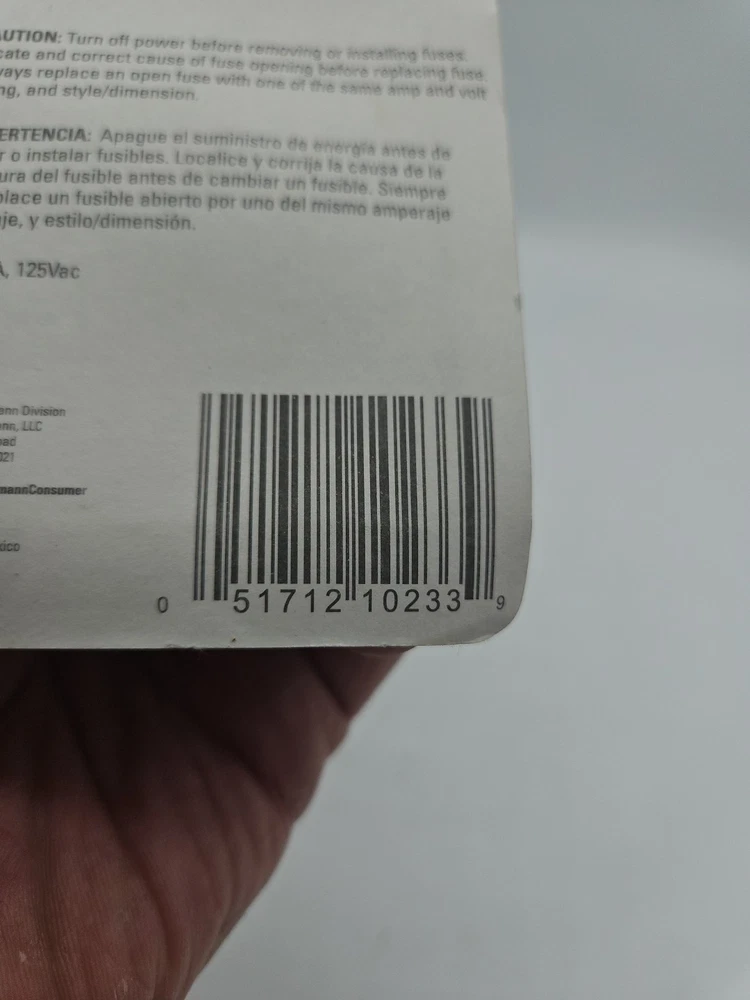 AUTION: Turn off power before removing or installing fuses.
cate and correct cause of fuse opening before replacing fuse.
ways replace an open fuse with one of the same amp and volt
ng, and style/dimension.
ERTENCIA: Apague el suministro de energía antes de
r o instalar fusibles. Localice y corrija la causa de la
ura del fusible antes de cambiar un fusible. Siempre
place un fusible abierto por uno del mismo amperaje
aje, y estilo/dimensión.
A, 125Vac
ann Division
nn, LLC
oad
021
mannConsumer
xico
0 51712 10233 9